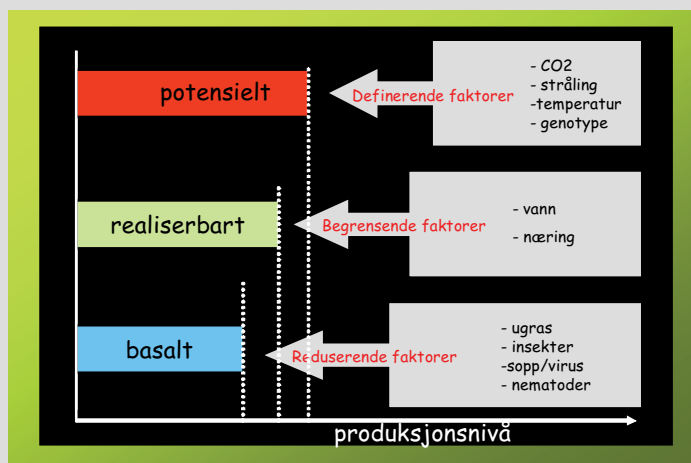 potensielt
Definerende faktorer
- CO2
- stråling
-temperatur
- genotype
realiserbart
Begrensende faktorer
- vann
- næring
basalt
Reduserende faktorer
- ugras
- insekter
-sopp/virus
- nematoder
produksjonsnivå